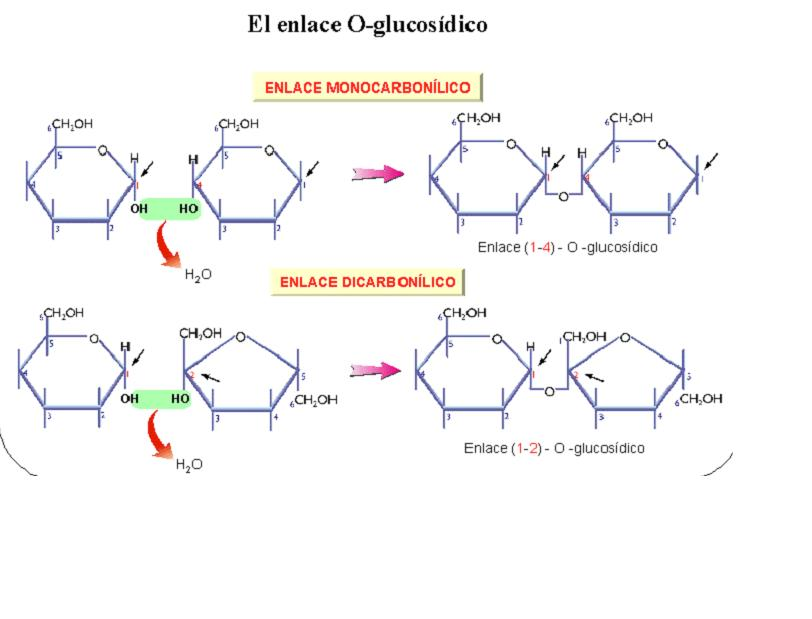 El enlace O-glucosídico
ENLACE MONOCARBONÍLICO
6CH₂OH 6CH₂OH 6CH₂OH 6CH₂OH
5 O H H 5 O 5 O H H 5 O
4 1 4 1 4 1 4 1
OH HO O
3 2 3 2 3 2 3 2
Enlace (1-4) - O -glucosídico
H₂O
ENLACE DICARBONÍLICO
6CH₂OH CH₂OH O 6CH₂OH 1CH₂OH O
5 O H 5 O H
4 1 2 5 4 1 2 5
OH HO 6CH₂OH O 6CH₂OH
3 2 3 4 3 2 3 4
Enlace (1-2) - O -glucosídico
H₂O